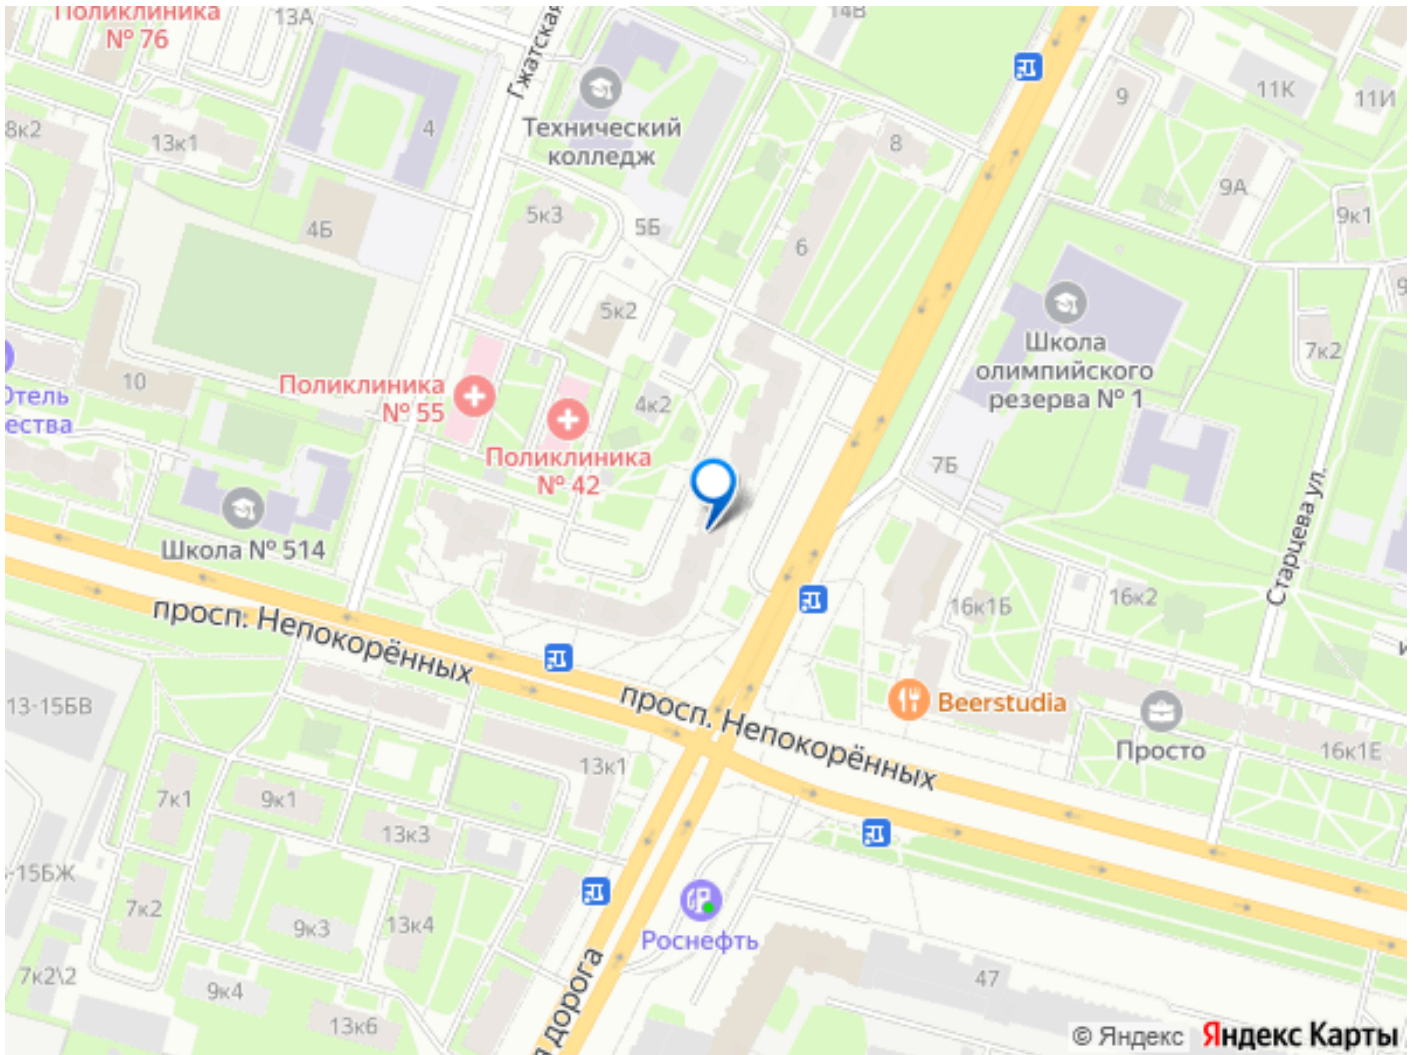 Поликлиника
№ 76
13А
Гжатская
14В
9
11К
11И
8к2
13к1
4
Технический
колледж
8
9А
9к1
4Б
5к3
5Б
6
5к2
Школа
олимпийского
резерва № 1
7к2
Отель
ества
10
Поликлиника
№ 55
4к2
Поликлиника
№ 42
7Б
Старцева ул.
Школа № 514
просп. Непокорённых
16к1Б
16к2
13-15БВ
просп. Непокорённых
Beerstudia
Просто
16к1Е
7к1
9к1
13к1
13к3
-15БЖ
7к2
9к3
13к4
Роснефть
7к2\2
9к4
13к6
дорога
47
© Яндекс
Яндекс Карты